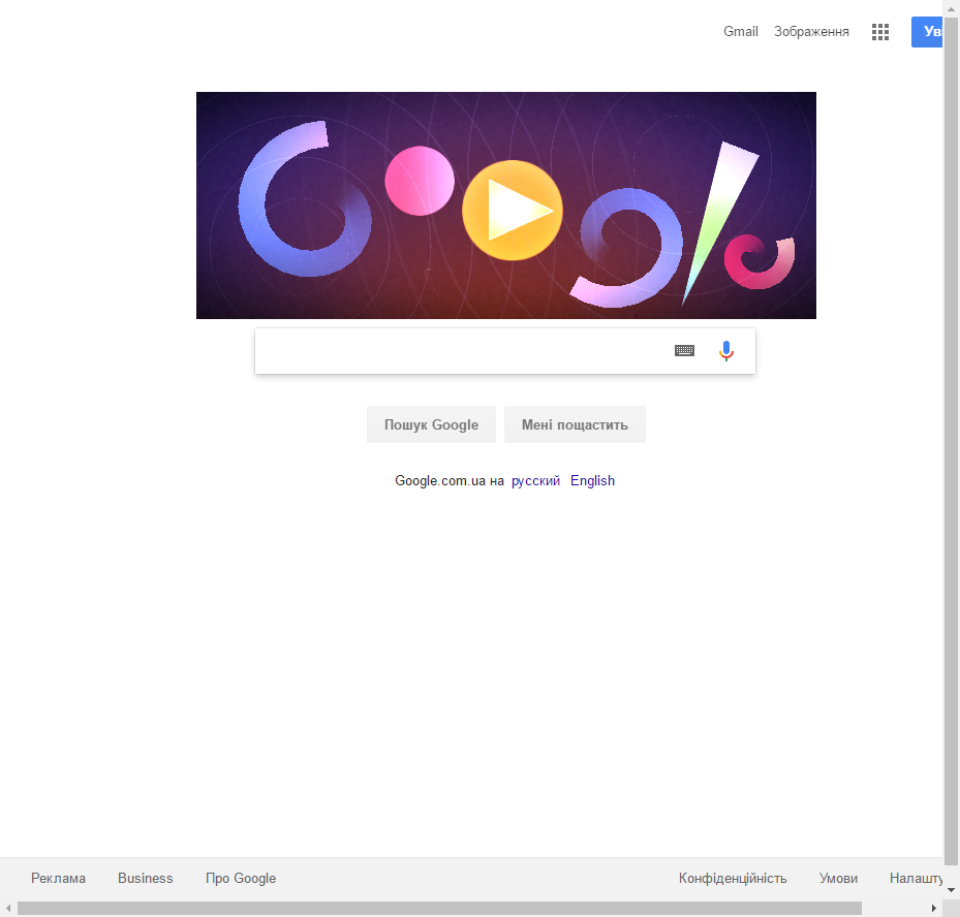 Gmail Зображення Ув
Google
Пошук Google Мені пощастить
Google.com.ua на русский English
Реклама Business Про Google Конфіденційність Умови Налашту